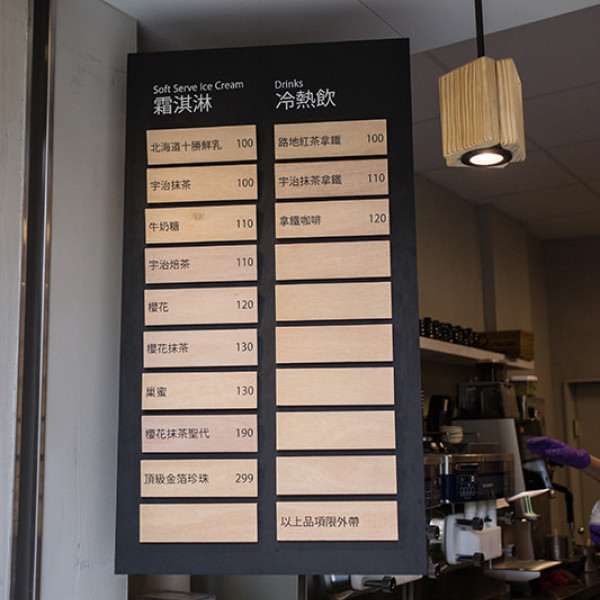 Soft Serve Ice Cream
霜淇淋
北海道十勝鮮乳 100
宇治抹茶 100
牛奶糖 110
宇治焙茶 110
櫻花 120
櫻花抹茶 130
巢蜜 130
櫻花抹茶聖代 190
頂級金箔珍珠 299
Drinks
冷熱飲
路地紅茶拿鐵 100
宇治抹茶拿鐵 110
拿鐵咖啡 120
以上品項限外帶